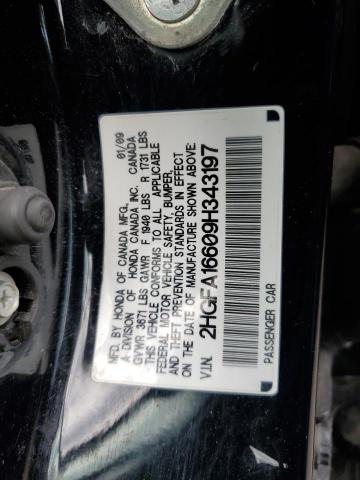 MFD. BY HONDA OF CANADA MFG. 01/09
A DIVISION OF HONDA CANADA INC. CANADA
GVWR 3671 LBS GAWR F 1940 LBS R 1731 LBS
THIS VEHICLE CONFORMS TO ALL APPLICABLE
FEDERAL MOTOR VEHICLE SAFETY, BUMPER,
AND THEFT PREVENTION STANDARDS IN EFFECT
ON THE DATE OF MANUFACTURE SHOWN ABOVE.
V.I.N. 2HGFA16609H343197
PASSENGER CAR